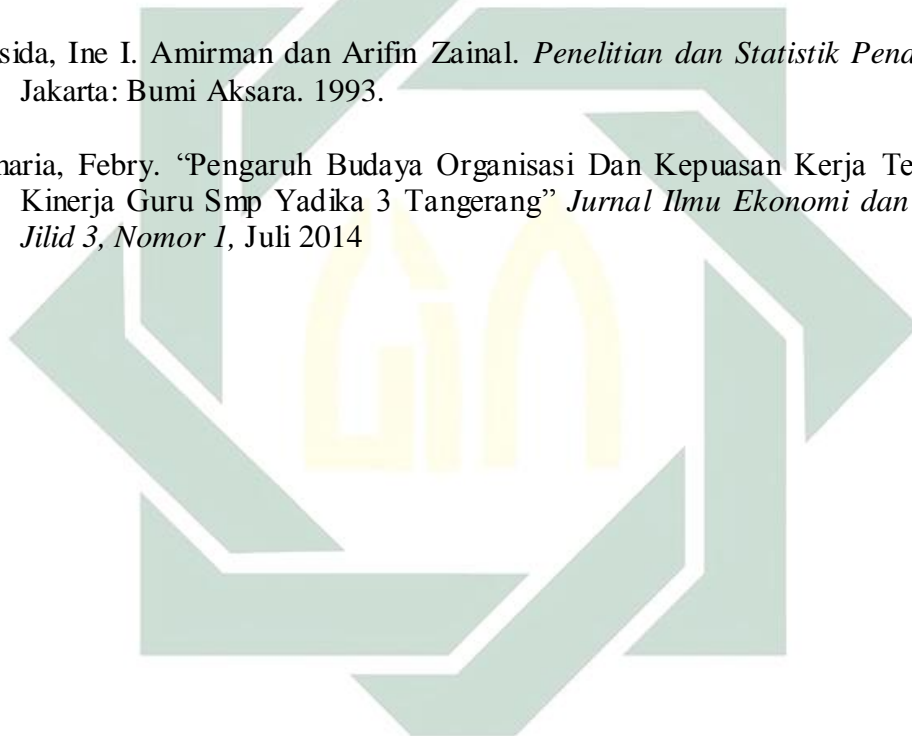 sida, Ine I. Amirman dan Arifin Zainal. Penelitian dan Statistik Pend
Jakarta: Bumi Aksara. 1993.
naria, Febry. “Pengaruh Budaya Organisasi Dan Kepuasan Kerja Te
Kinerja Guru Smp Yadika 3 Tangerang” Jurnal Ilmu Ekonomi dan
Jilid 3, Nomor 1, Juli 2014